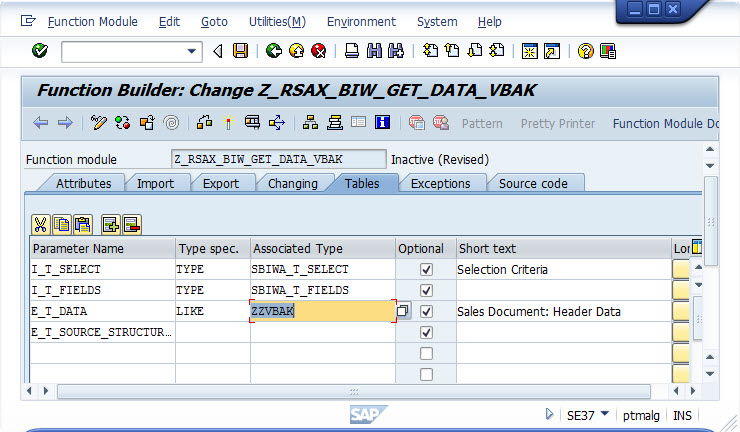 Function Module Edit Goto Utilities(M) Environment System Help
Function Builder: Change Z_RSAX_BIW_GET_DATA_VBAK
Pattern Pretty Printer Function Module Do
Function module Z_RSAX_BIW_GET_DATA_VBAK Inactive (Revised)
Attributes Import Export Changing Tables Exceptions Source code
Parameter Name Type spec. Associated Type Optional Short text Lon
I_T_SELECT TYPE SBIWA_T_SELECT Selection Criteria
I_T_FIELDS TYPE SBIWA_T_FIELDS
E_T_DATA LIKE ZZVBAK Sales Document: Header Data
E_T_SOURCE_STRUCTUR...
SAP SE37 ptmalg INS